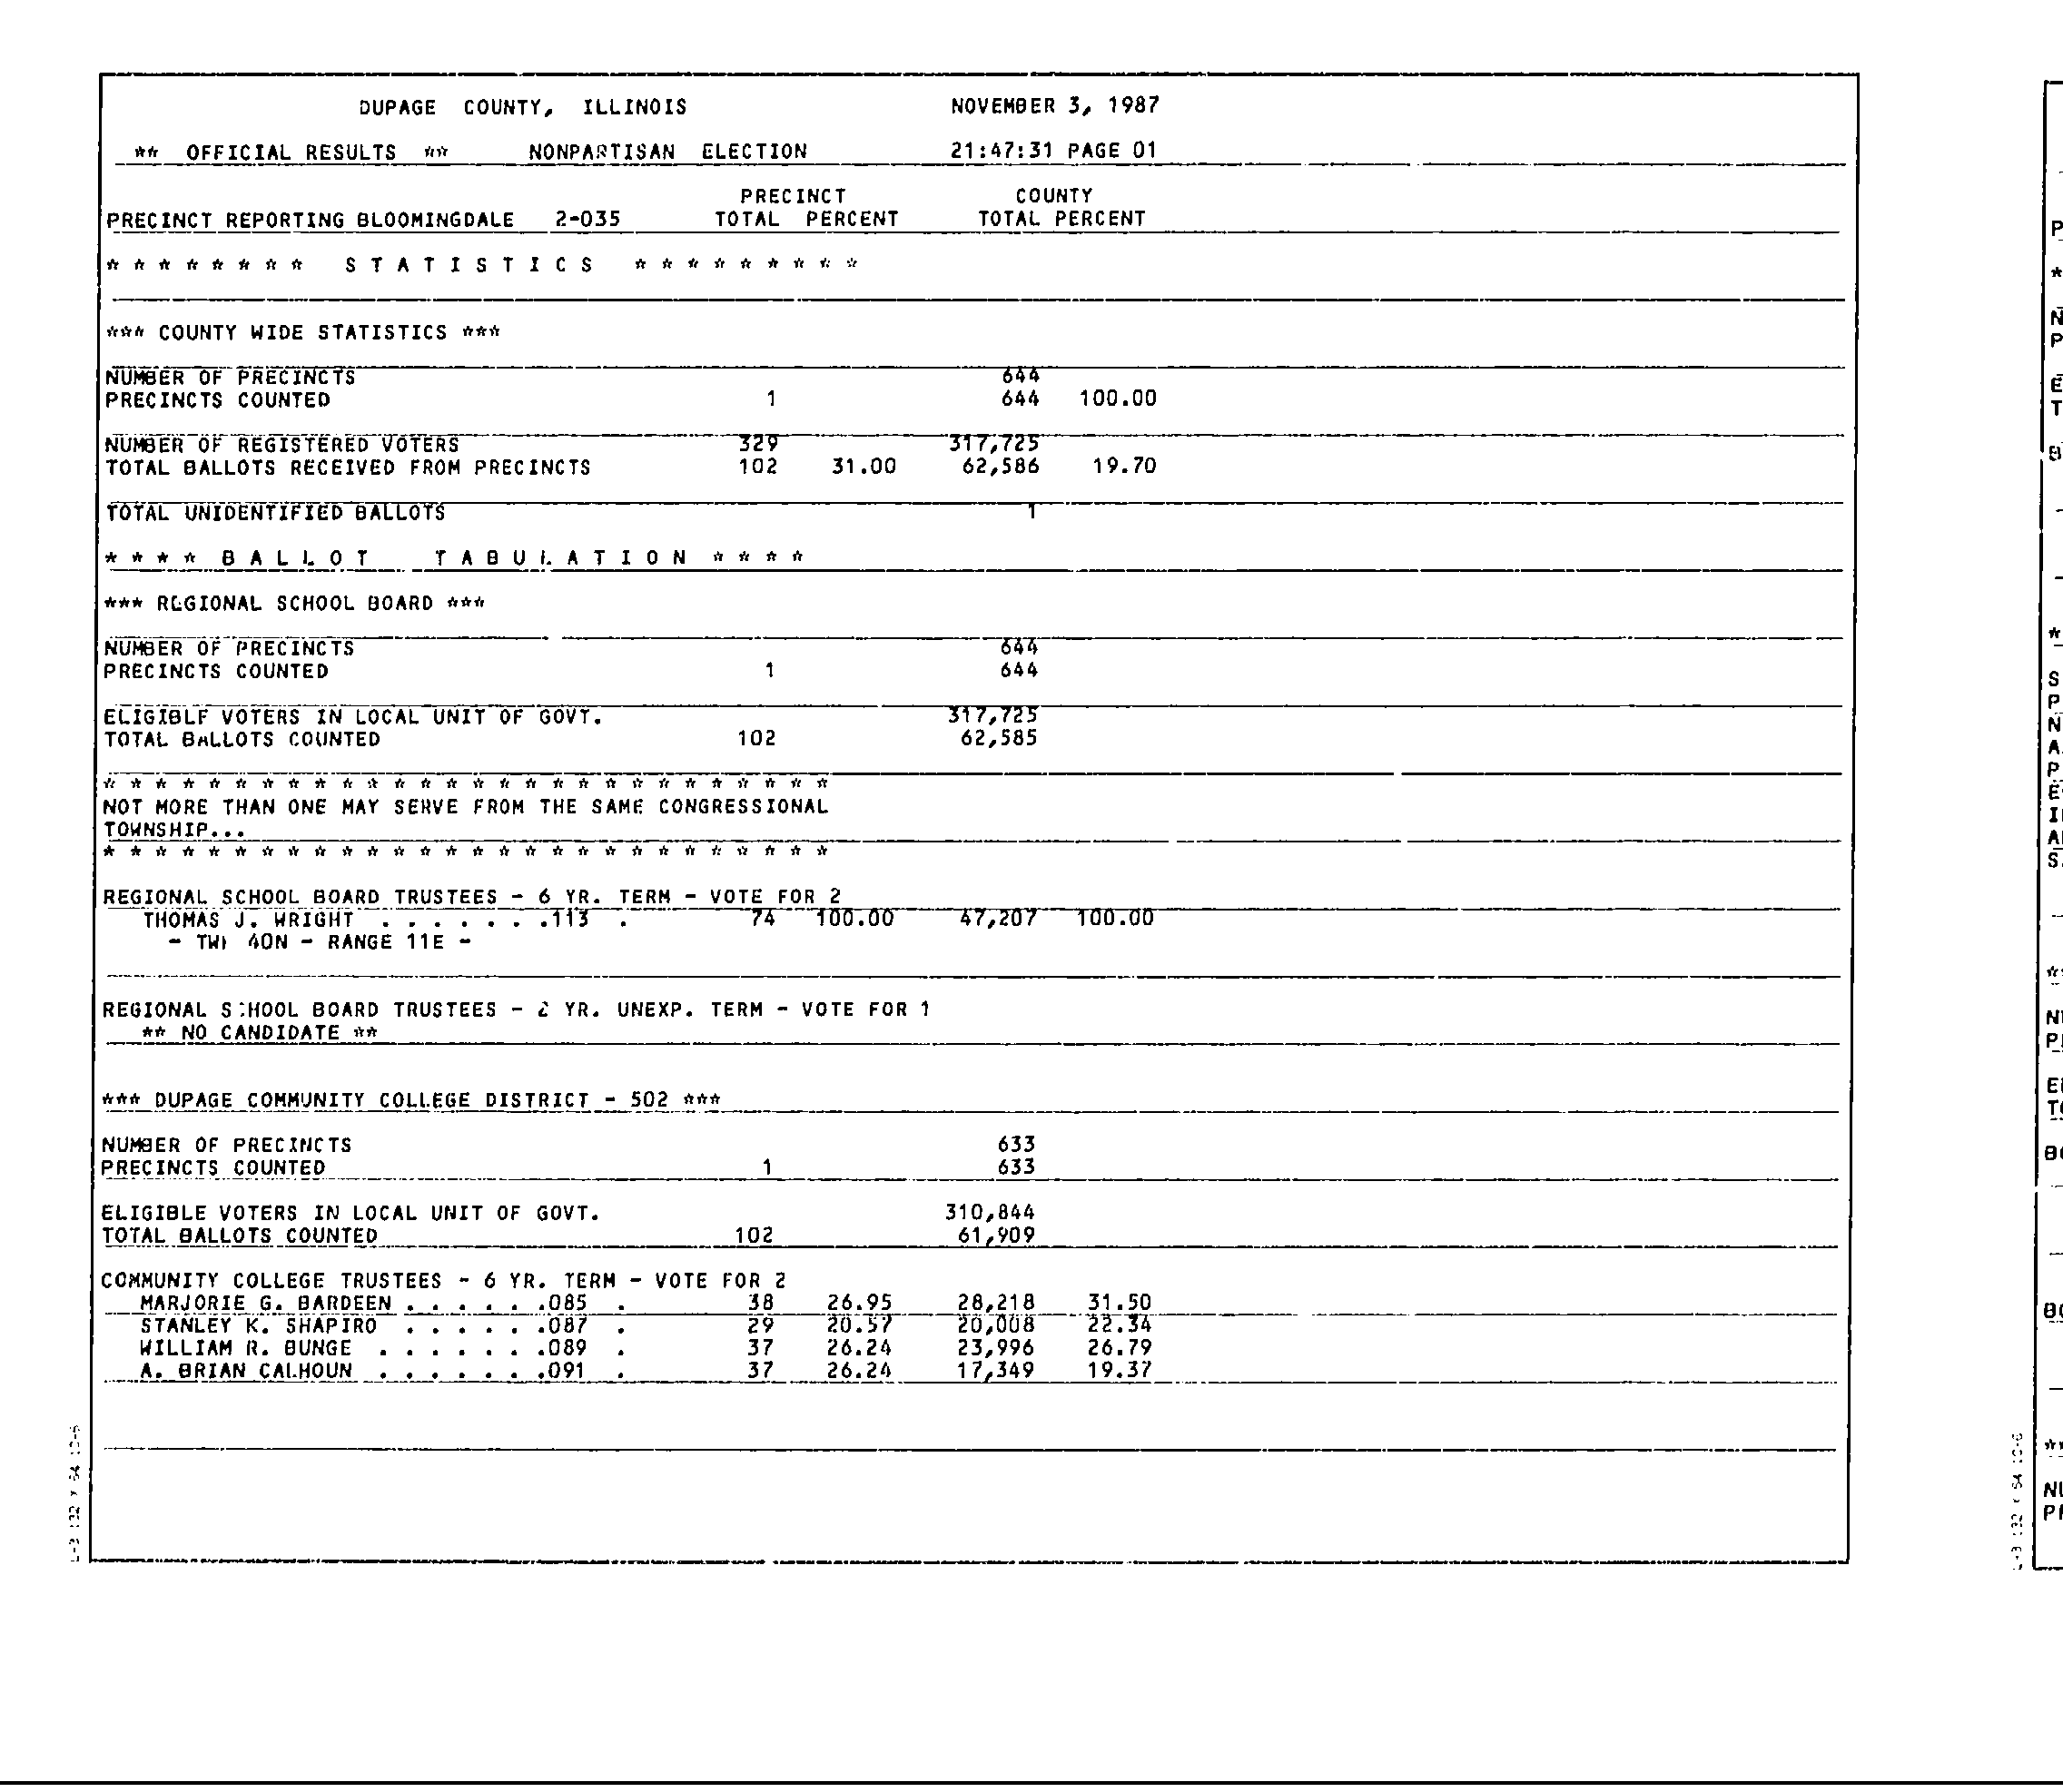 DUPAGE COUNTY, ILLINOIS NOVEMBER 3, 1987
** OFFICIAL RESULTS ** NONPARTISAN ELECTION 21:47:31 PAGE 01
PRECINCT COUNTY
PRECINCT REPORTING BLOOMINGDALE 2-035 TOTAL PERCENT TOTAL PERCENT
* * * * * * * * S T A T I S T I C S * * * * * * * * *
*** COUNTY WIDE STATISTICS ***
NUMBER OF PRECINCTS 644
PRECINCTS COUNTED 1 644 100.00
NUMBER OF REGISTERED VOTERS 329 317,725
TOTAL BALLOTS RECEIVED FROM PRECINCTS 102 31.00 62,586 19.70
TOTAL UNIDENTIFIED BALLOTS 1
* * * * B A L L O T T A B U L A T I O N * * * *
*** REGIONAL SCHOOL BOARD ***
NUMBER OF PRECINCTS 644
PRECINCTS COUNTED 1 644
ELIGIBLE VOTERS IN LOCAL UNIT OF GOVT. 317,725
TOTAL BALLOTS COUNTED 102 62,585
* * * * * * * * * * * * * * * * * * * * * * * * * * * *
NOT MORE THAN ONE MAY SERVE FROM THE SAME CONGRESSIONAL
TOWNSHIP...
* * * * * * * * * * * * * * * * * * * * * * * * * * * *
REGIONAL SCHOOL BOARD TRUSTEES - 6 YR. TERM - VOTE FOR 2
THOMAS J. WRIGHT . . . . . . .113 . 74 100.00 47,207 100.00
- TWP 40N - RANGE 11E -
REGIONAL SCHOOL BOARD TRUSTEES - 2 YR. UNEXP. TERM - VOTE FOR 1
** NO CANDIDATE **
*** DUPAGE COMMUNITY COLLEGE DISTRICT - 502 ***
NUMBER OF PRECINCTS 633
PRECINCTS COUNTED 1 633
ELIGIBLE VOTERS IN LOCAL UNIT OF GOVT. 310,844
TOTAL BALLOTS COUNTED 102 61,909
COMMUNITY COLLEGE TRUSTEES - 6 YR. TERM - VOTE FOR 2
MARJORIE G. BARDEEN . . . . . .085 . 38 26.95 28,218 31.50
STANLEY K. SHAPIRO . . . . . .087 . 29 20.57 20,008 22.34
WILLIAM R. BUNGE . . . . . . .089 . 37 26.24 23,996 26.79
A. BRIAN CALHOUN . . . . . . .091 . 37 26.24 17,349 19.37